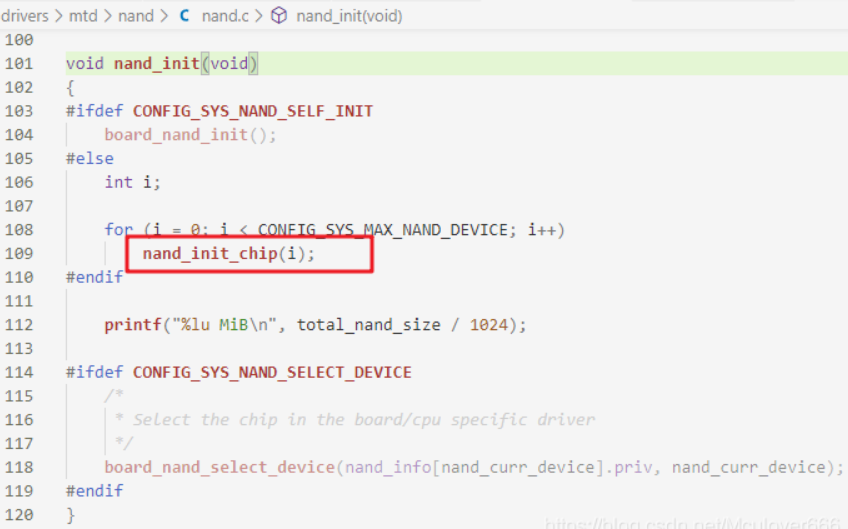 drivers > mtd > nand > C nand.c > nand_init(void)
100
101 void nand_init(void)
102 {
103 #ifdef CONFIG_SYS_NAND_SELF_INIT
104 board_nand_init();
105 #else
106 int i;
107
108 for (i = 0; i < CONFIG_SYS_MAX_NAND_DEVICE; i++)
109 nand_init_chip(i);
110 #endif
111
112 printf("%lu MiB\n", total_nand_size / 1024);
113
114 #ifdef CONFIG_SYS_NAND_SELECT_DEVICE
115 /*
116 * Select the chip in the board/cpu specific driver
117 */
118 board_nand_select_device(nand_info[nand_curr_device].priv, nand_curr_device);
119 #endif
120 }
https://blog.csdn.net/Mculover666